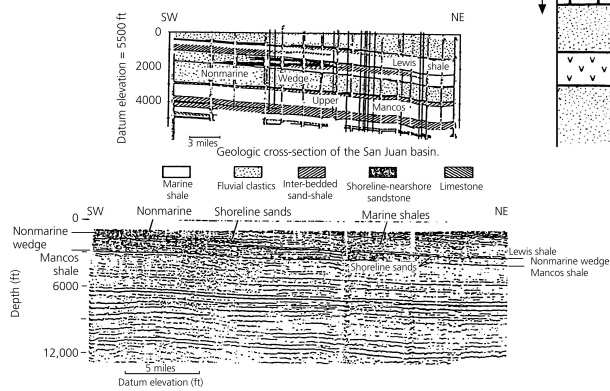 SW NE
0
2000
4000
Datum elevation = 5500 ft
Lewis shale
Nonmarine Wedge
Upper Mancos
3 miles
Geologic cross-section of the San Juan basin.
Marine shale
Fluvial clastics
Inter-bedded sand-shale
Shoreline-nearshore sandstone
Limestone
0
SW Nonmarine Shoreline sands Marine shales NE
Nonmarine wedge
Mancos shale
6000
12,000
Depth (ft)
Shoreline sands
Lewis shale
Nonmarine wedge
Mancos shale
5 miles
Datum elevation (ft)